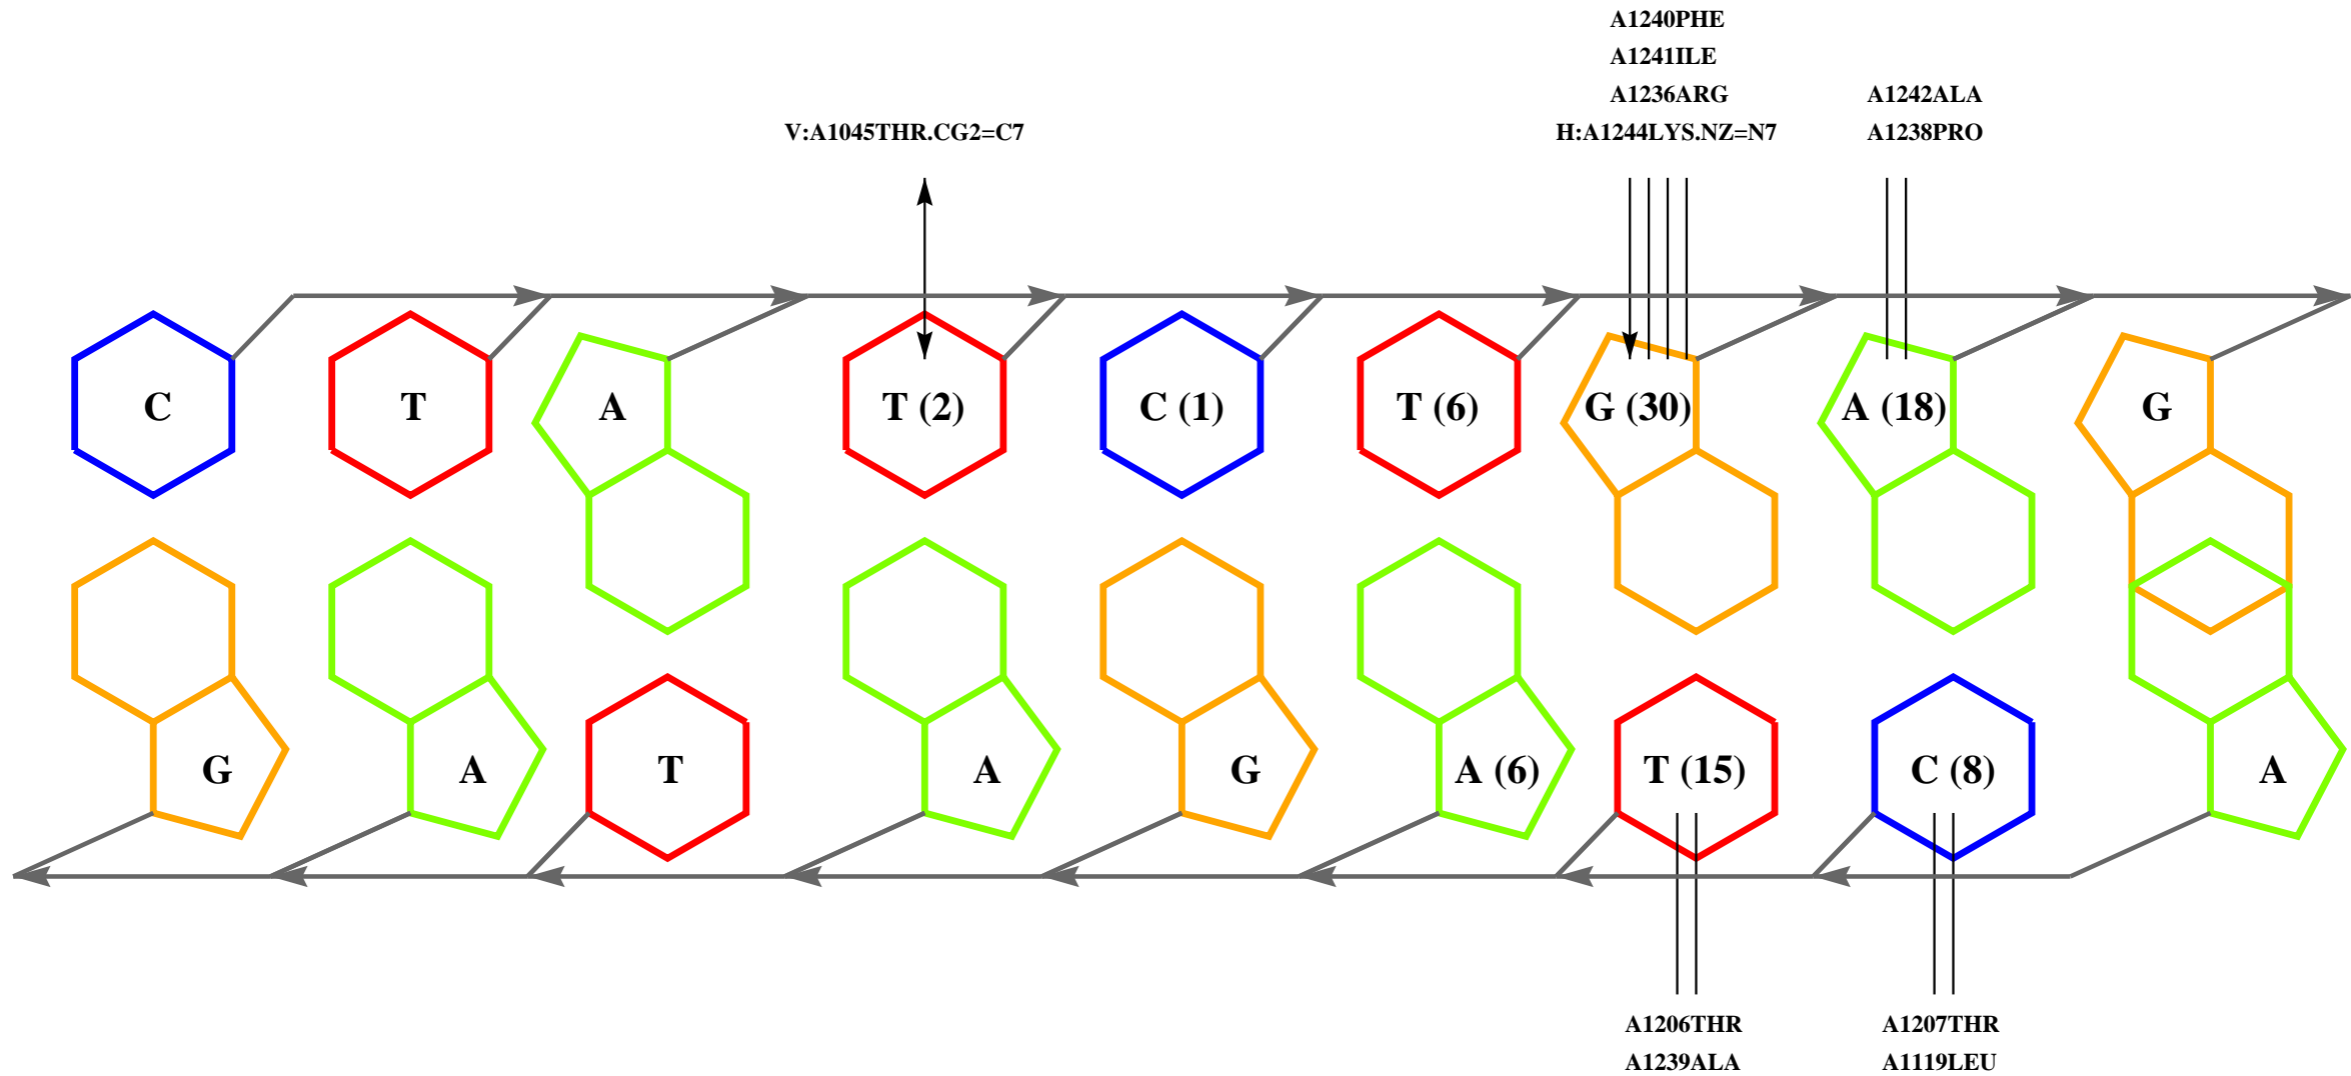 A1240PHE
A1241ILE
A1236ARG
A1242ALA
V:A1045THR.CG2=C7
H:A1244LYS.NZ=N7
A1238PRO
C
T
A
T (2)
C (1)
T (6)
G (30)
A (18)
G
G
A
T
A
G
A (6)
T (15)
C (8)
A
A1206THR
A1207THR
A1239ALA
A1119LEU